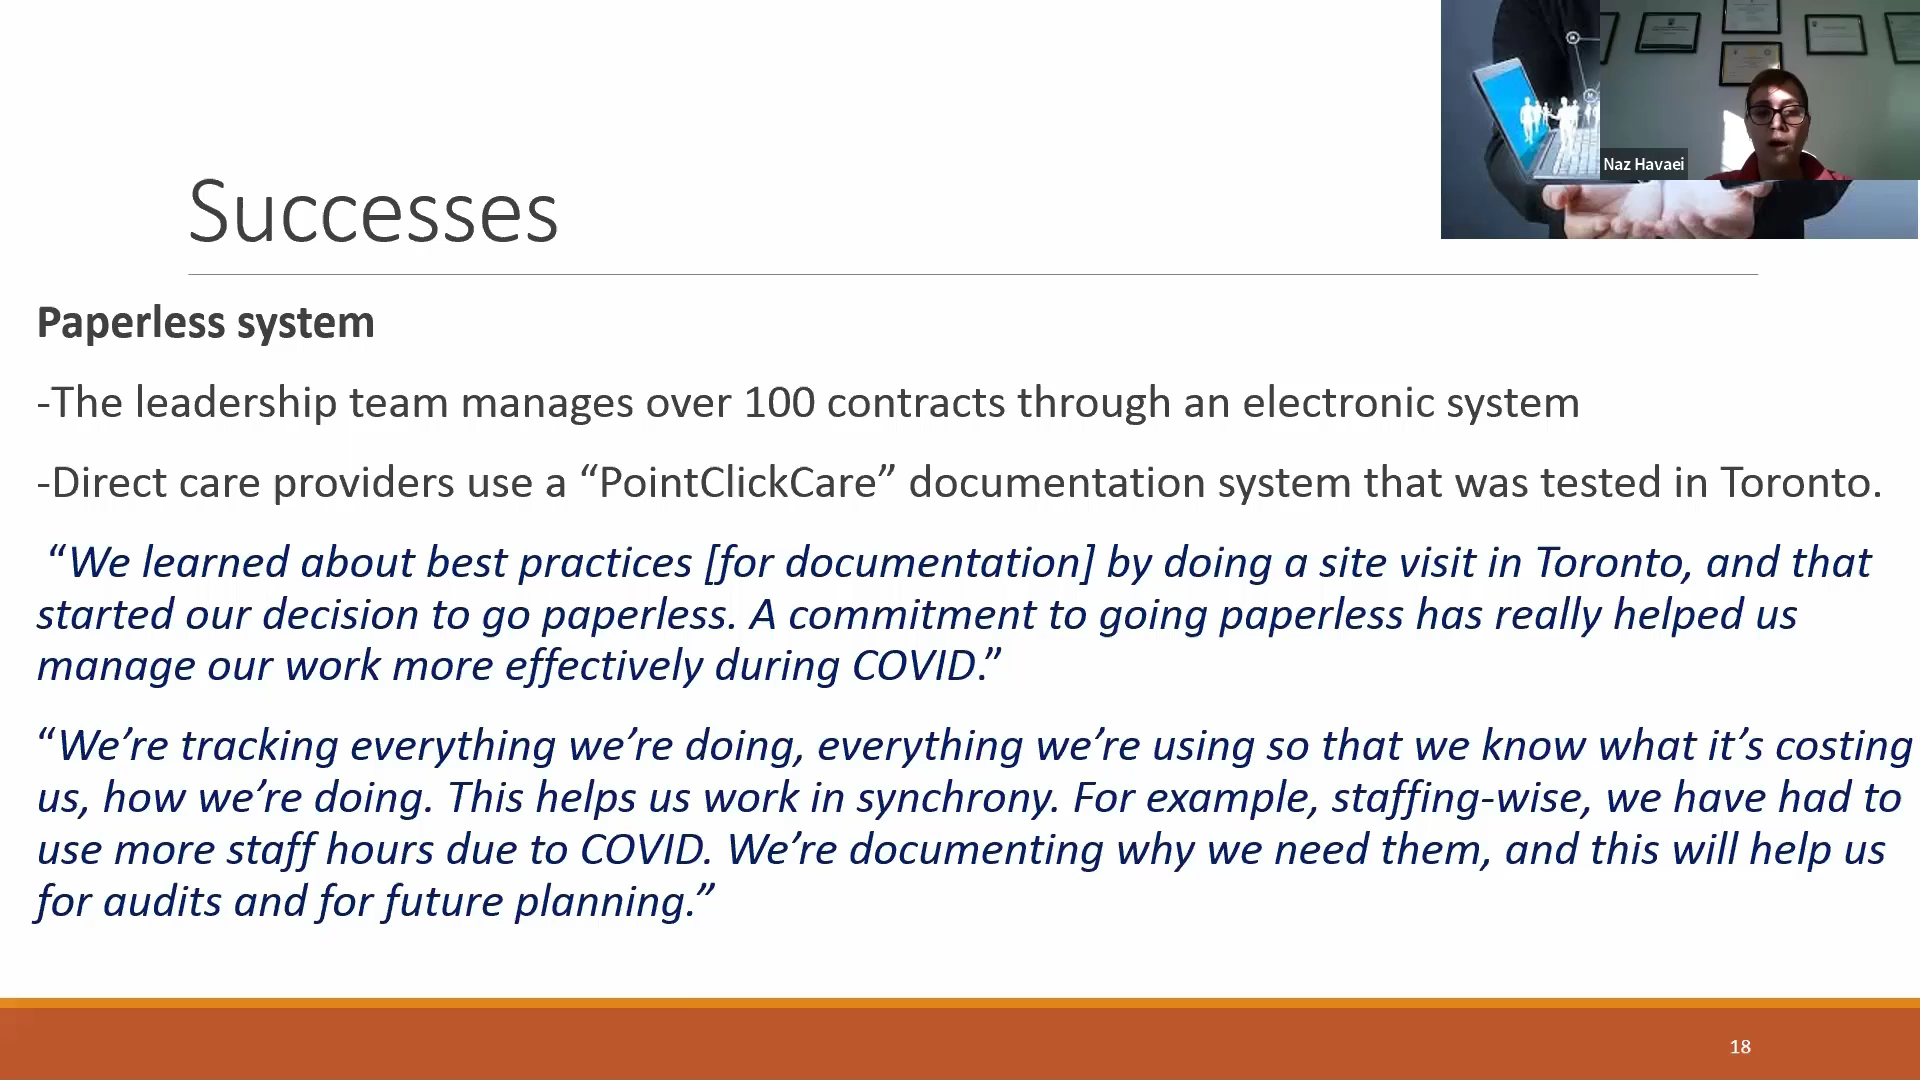 Naz Havaei
Successes
Paperless system
-The leadership team manages over 100 contracts through an electronic system
-Direct care providers use a “PointClickCare” documentation system that was tested in Toronto.
“We learned about best practices [for documentation] by doing a site visit in Toronto, and that
started our decision to go paperless. A commitment to going paperless has really helped us
manage our work more effectively during COVID.”
“We’re tracking everything we’re doing, everything we’re using so that we know what it’s costing
us, how we’re doing. This helps us work in synchrony. For example, staffing-wise, we have had to
use more staff hours due to COVID. We’re documenting why we need them, and this will help us
for audits and for future planning.”
18